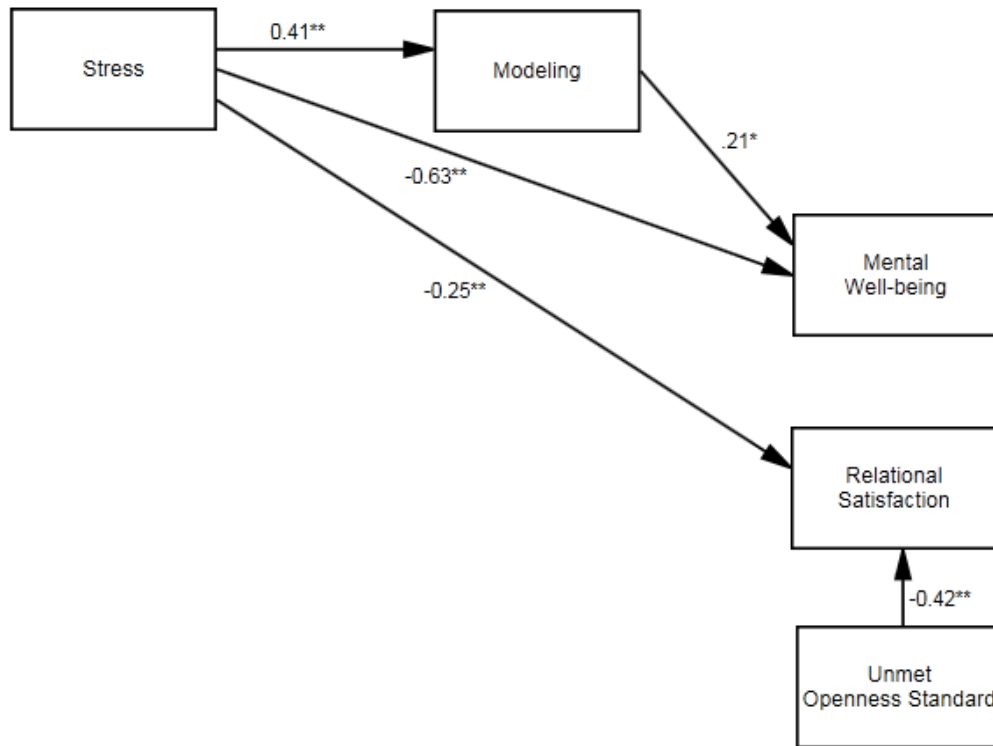 Stress
0.41**
Modeling
.21*
-0.63**
-0.25**
Mental
Well-being
Relational
Satisfaction
-0.42**
Unmet
Openness Standard